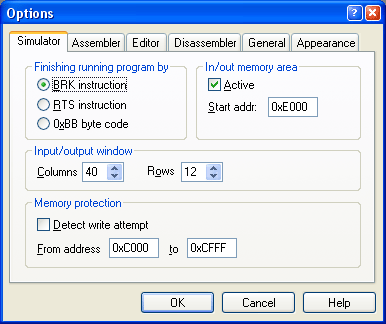 Options
Simulator Assembler Editor Disassembler General Appearance
Finishing running program by
BRK instruction
RTS instruction
0xBB byte code
In/out memory area
Active
Start addr: 0xE000
Input/output window
Columns 40 Rows 12
Memory protection
Detect write attempt
From address 0xC000 to 0xCFFF
OK Cancel Help